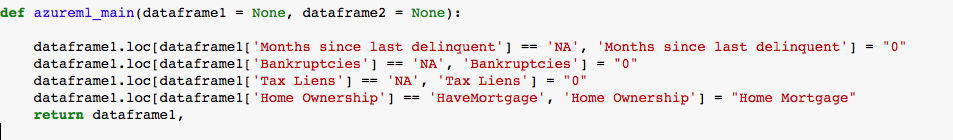 def azureml_main(dataframe1 = None, dataframe2 = None):
dataframe1.loc[dataframe1['Months since last delinquent'] == 'NA', 'Months since last delinquent'] = "0"
dataframe1.loc[dataframe1['Bankruptcies'] == 'NA', 'Bankruptcies'] = "0"
dataframe1.loc[dataframe1['Tax Liens'] == 'NA', 'Tax Liens'] = "0"
dataframe1.loc[dataframe1['Home Ownership'] == 'HaveMortgage', 'Home Ownership'] = "Home Mortgage"
return dataframe1,